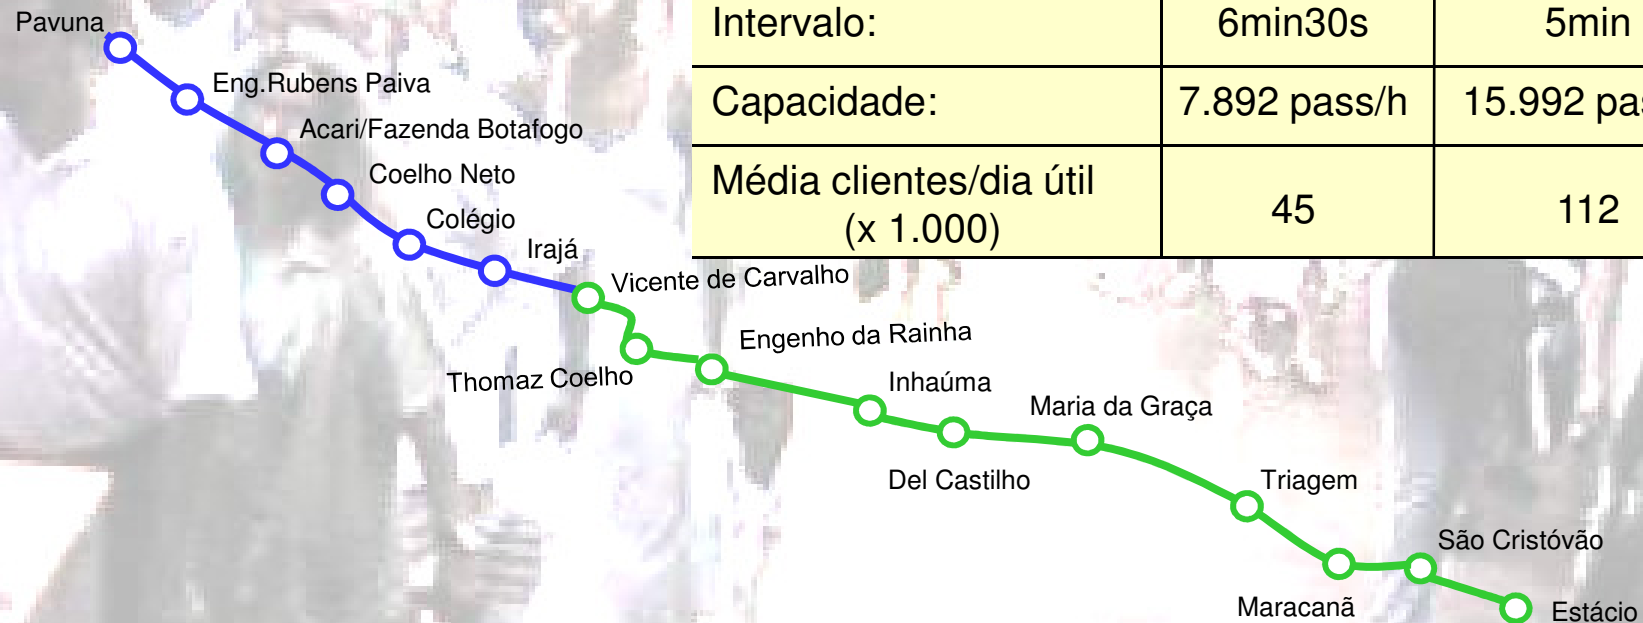 Pavuna
Intervalo: 6min30s 5min
Eng.Rubens Paiva
Capacidade: 7.892 pass/h 15.992
Acari/Fazenda Botafogo
Coelho Neto
Média clientes/dia útil
(x 1.000) 45 112
Colégio
Irajá
Vicente de Carvalho
Engenho da Rainha
Thomaz Coelho
Inhaúma
Maria da Graça
Del Castilho
Triagem
São Cristóvão
Maracanã
Estácio